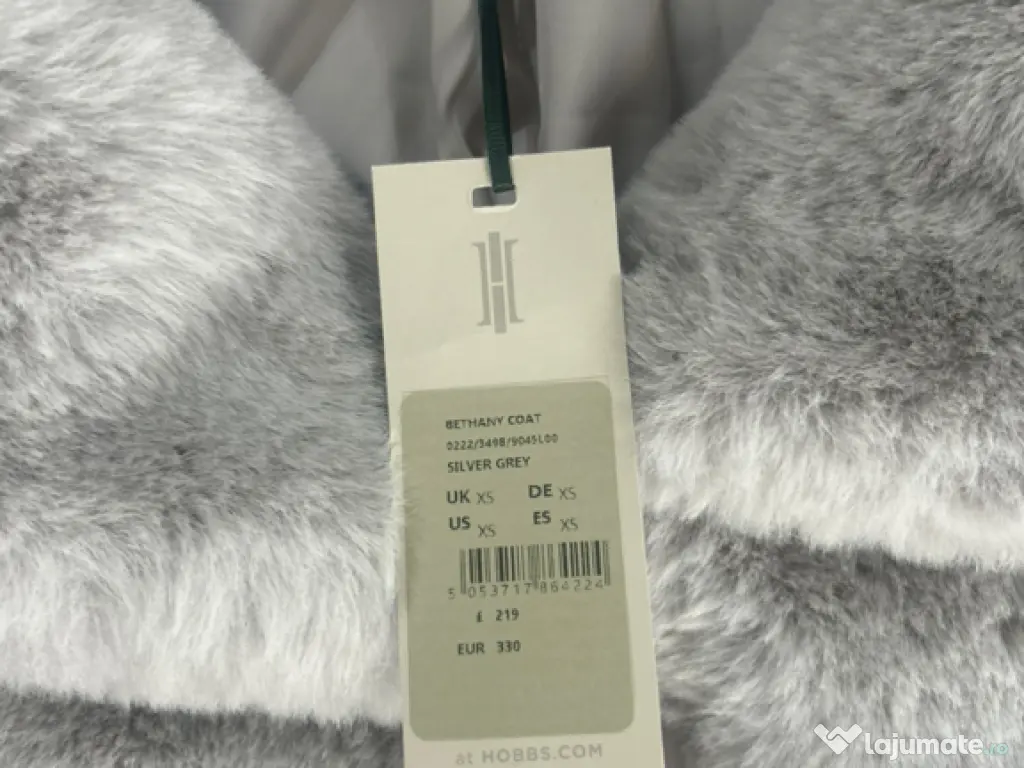 BETHANY COAT
0222/5498/9045L00
SILVER GREY
UK XS DE XS
US XS ES XS
5 053717 864224
£ 219
EUR 330
at HOBBS.COM
lajumate.ro